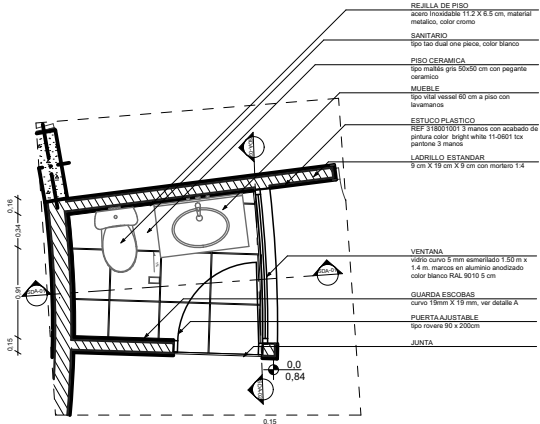 REJILLA DE PISO
acero Inoxidable 11.2 X 6.5 cm, material
metalico, color cromo
SANITARIO
tipo tao dual one piece, color blanco
PISO CERAMICA
tipo maltés gris 50x50 cm con pegante
ceramico
MUEBLE
tipo vital vessel 60 cm a piso con
lavamanos
ESTUCO PLASTICO
REF 318001001 3 manos con acabado de
pintura color bright white 11-0601 tcx
pantone 3 manos
LADRILLO ESTANDAR
9 cm X 19 cm X 9 cm con mortero 1:4
VENTANA
vidrio curvo 5 mm esmerilado 1.50 m x
1.4 m. marcos en aluminio anodizado
color blanco RAL 9010 5 cm
GUARDA ESCOBAS
curvo 19mm X 19 mm, ver detalle A
PUERTA AJUSTABLE
tipo rovere 90 x 200cm
JUNTA
0,16
0,34
0,91
0,15
0,0
0,84
0,15